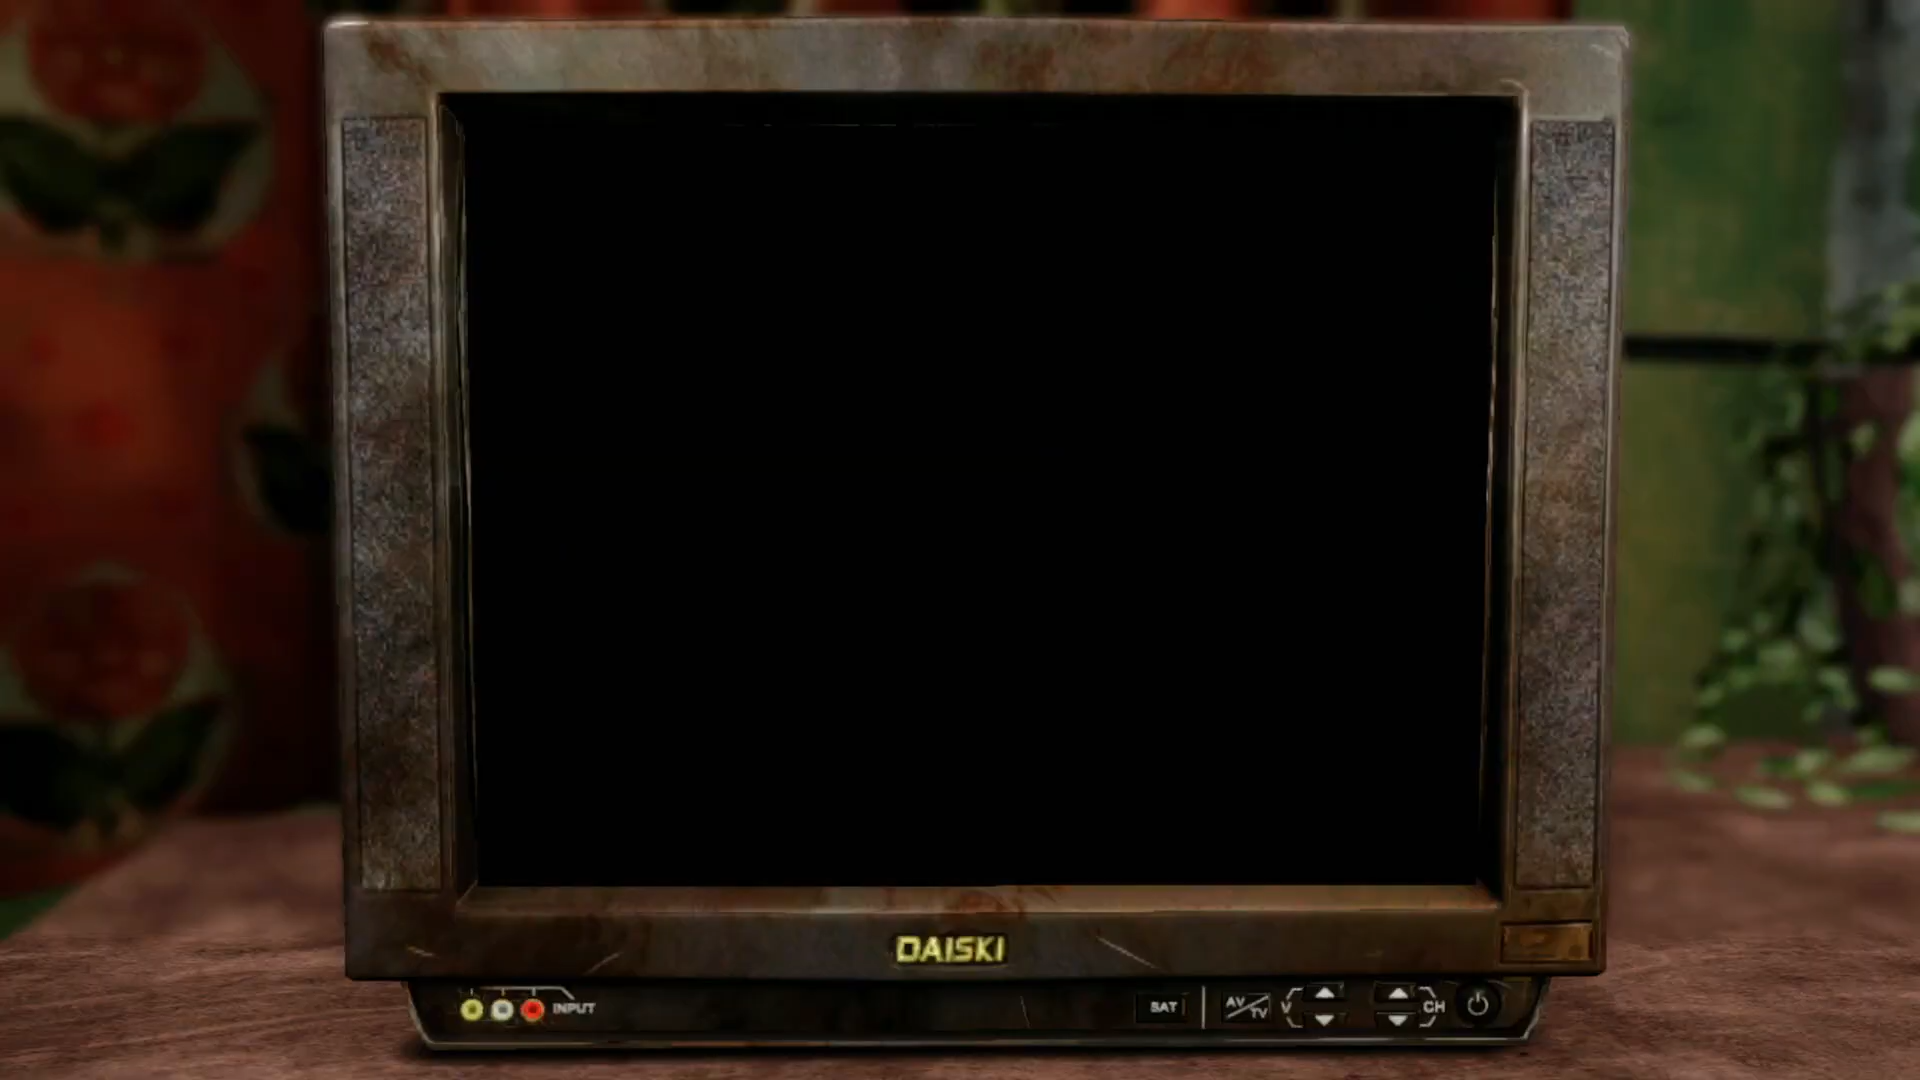 DAISKI
INPUT
SAT
AV/TV
V
CH